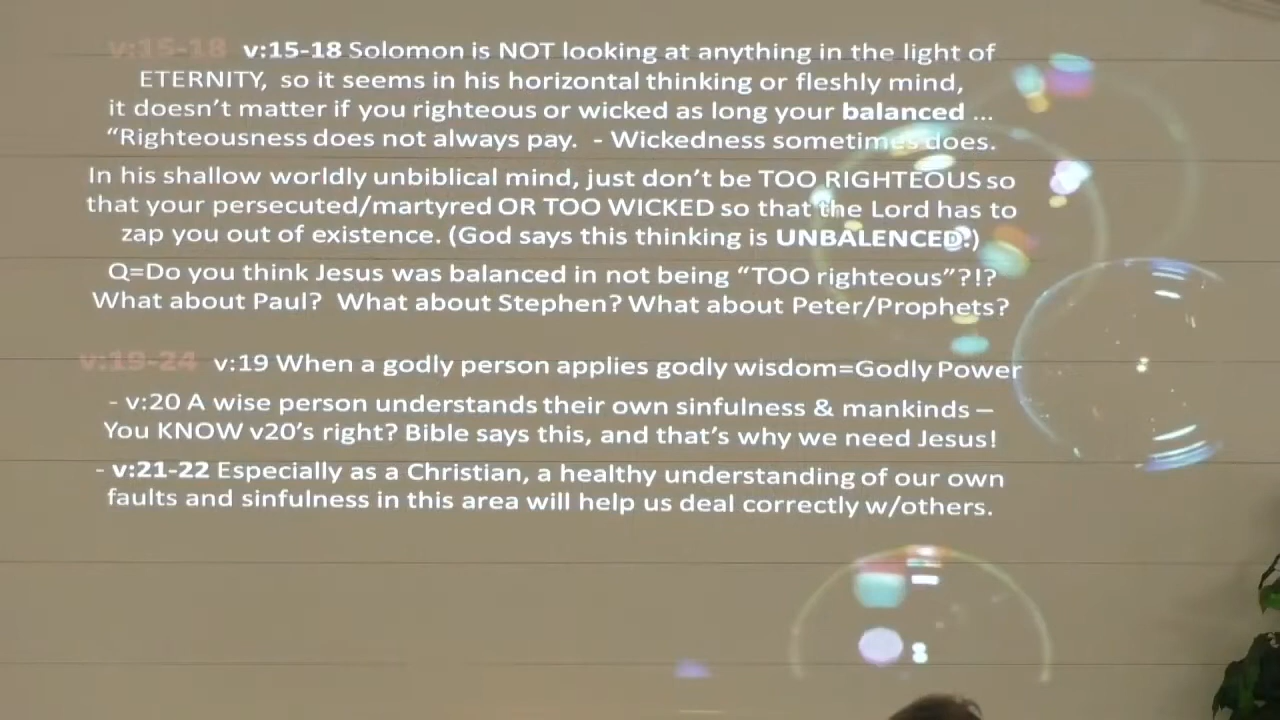 v:15-18 v:15-18 Solomon is NOT looking at anything in the light of
ETERNITY, so it seems in his horizontal thinking or fleshly mind,
it doesn't matter if you righteous or wicked as long your balanced ...
"Righteousness does not always pay. - Wickedness sometimes does.
In his shallow worldly unbiblical mind, just don't be TOO RIGHTEOUS so
that your persecuted/martyred OR TOO WICKED so that the Lord has to
zap you out of existence. (God says this thinking is UNBALENCED!)
Q=Do you think Jesus was balanced in not being "TOO righteous"?!?
What about Paul? What about Stephen? What about Peter/Prophets?
v:19-24 v:19 When a godly person applies godly wisdom=Godly Power
- v:20 A wise person understands their own sinfulness & mankinds –
You KNOW v20's right? Bible says this, and that's why we need Jesus!
- v:21-22 Especially as a Christian, a healthy understanding of our own
faults and sinfulness in this area will help us deal correctly w/others.